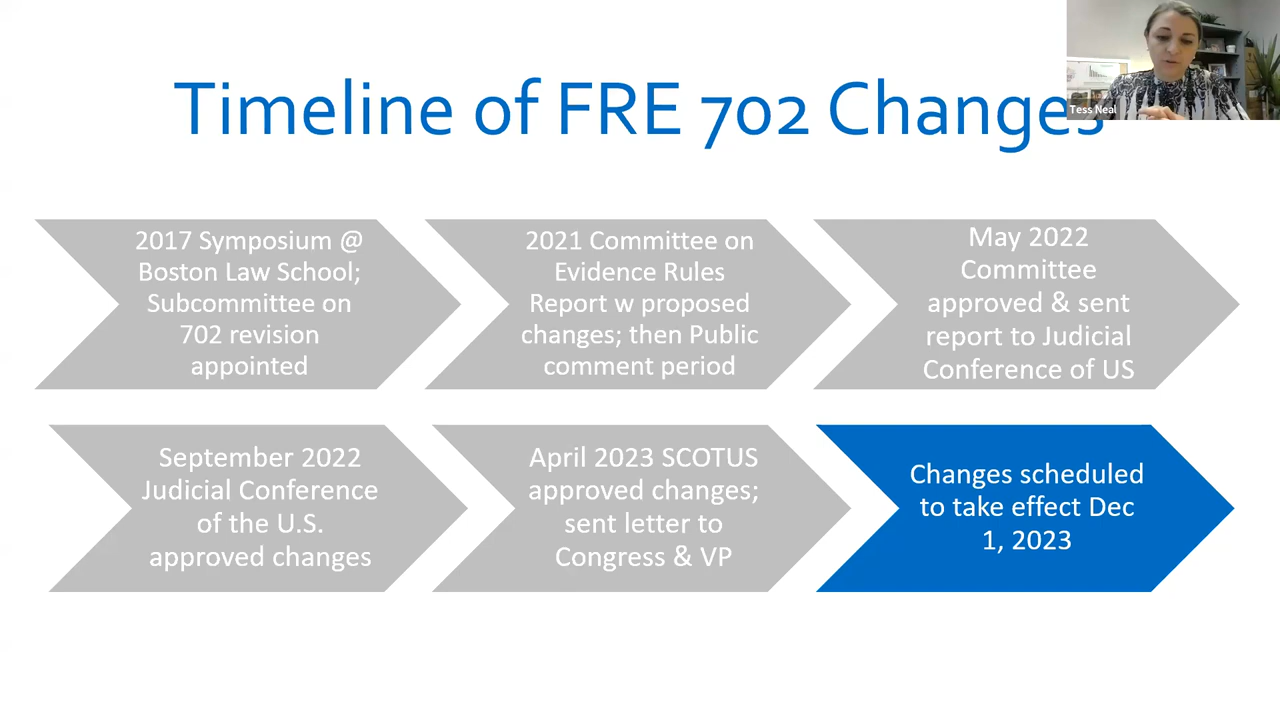 Timeline of FRE 702 Changes
Tess Neal
2017 Symposium @
Boston Law School;
Subcommittee on
702 revision
appointed
2021 Committee on
Evidence Rules
Report w proposed
changes; then Public
comment period
May 2022
Committee
approved & sent
report to Judicial
Conference of US
September 2022
Judicial Conference
of the U.S.
approved changes
April 2023 SCOTUS
approved changes;
sent letter to
Congress & VP
Changes scheduled
to take effect Dec
1, 2023